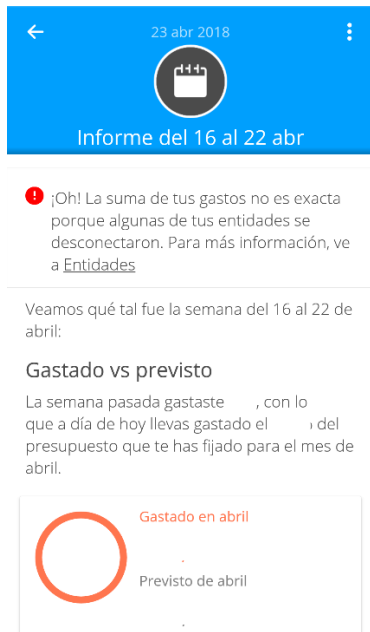 23 abr 2018
Informe del 16 al 22 abr
¡Oh! La suma de tus gastos no es exacta
porque algunas de tus entidades se
desconectaron. Para más información, ve
a Entidades
Veamos qué tal fue la semana del 16 al 22 de
abril:
Gastado vs previsto
La semana pasada gastaste , con lo
que a día de hoy llevas gastado el del
presupuesto que te has fijado para el mes de
abril.
Gastado en abril
Previsto de abril